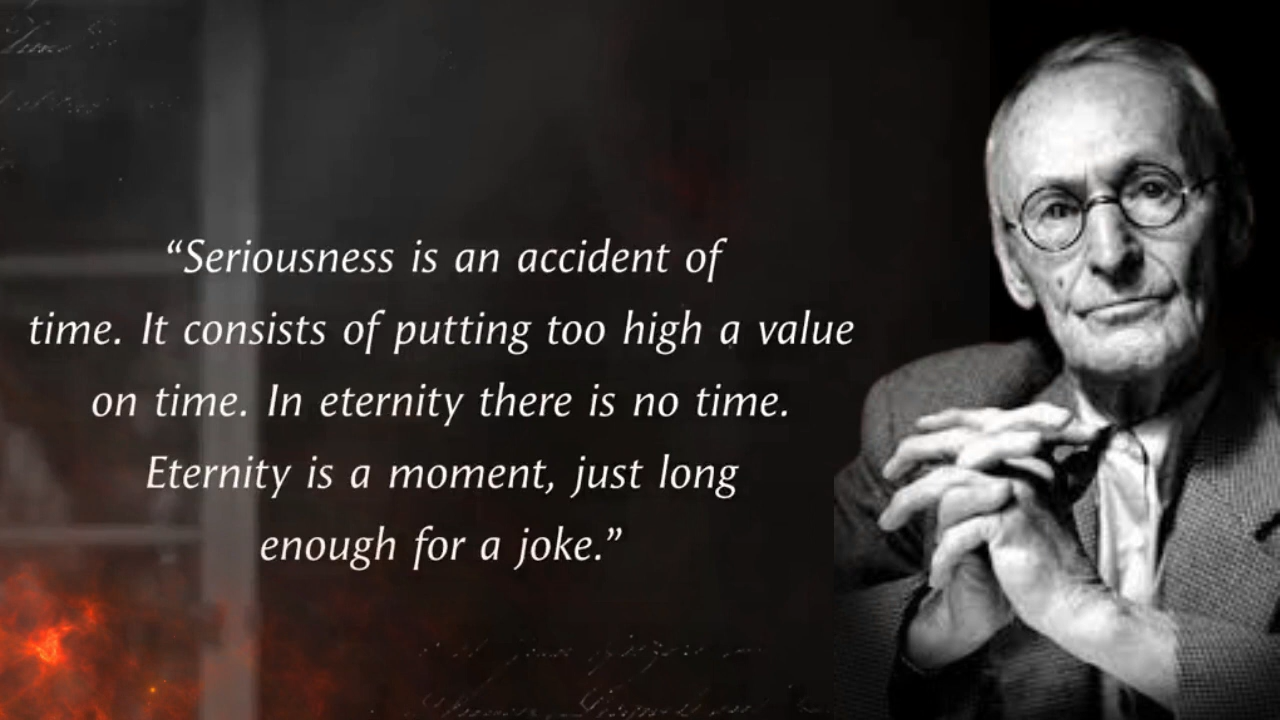 “Seriousness is an accident of
time. It consists of putting too high a value
on time. In eternity there is no time.
Eternity is a moment, just long
enough for a joke.”